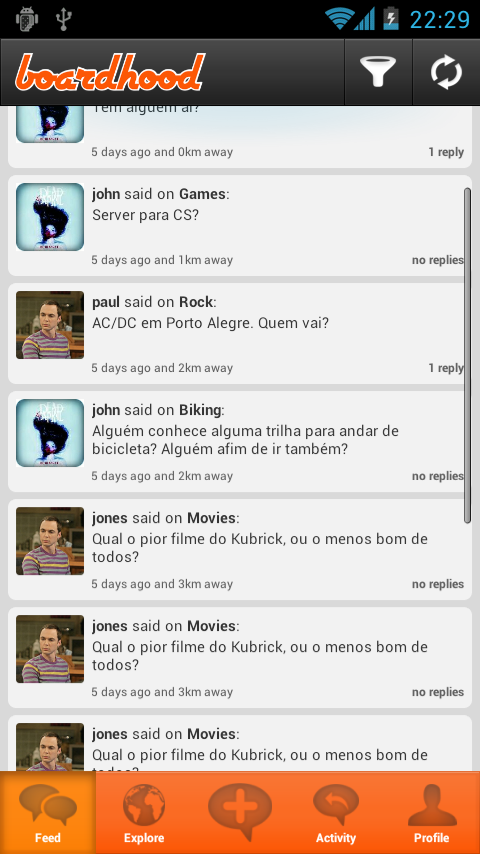 22:29
boardhood
Tem alguém aí?
5 days ago and 0km away 1 reply
john said on Games:
Server para CS?
5 days ago and 1km away no replies
paul said on Rock:
AC/DC em Porto Alegre. Quem vai?
5 days ago and 2km away 1 reply
john said on Biking:
Alguém conhece alguma trilha para andar de
bicicleta? Alguém afim de ir também?
5 days ago and 2km away no replies
jones said on Movies:
Qual o pior filme do Kubrick, ou o menos bom de
todos?
5 days ago and 3km away no replies
jones said on Movies:
Qual o pior filme do Kubrick, ou o menos bom de
todos?
5 days ago and 3km away no replies
jones said on Movies:
Qual o pior filme do Kubrick, ou o menos bom de
todos?
Feed Explore Activity Profile